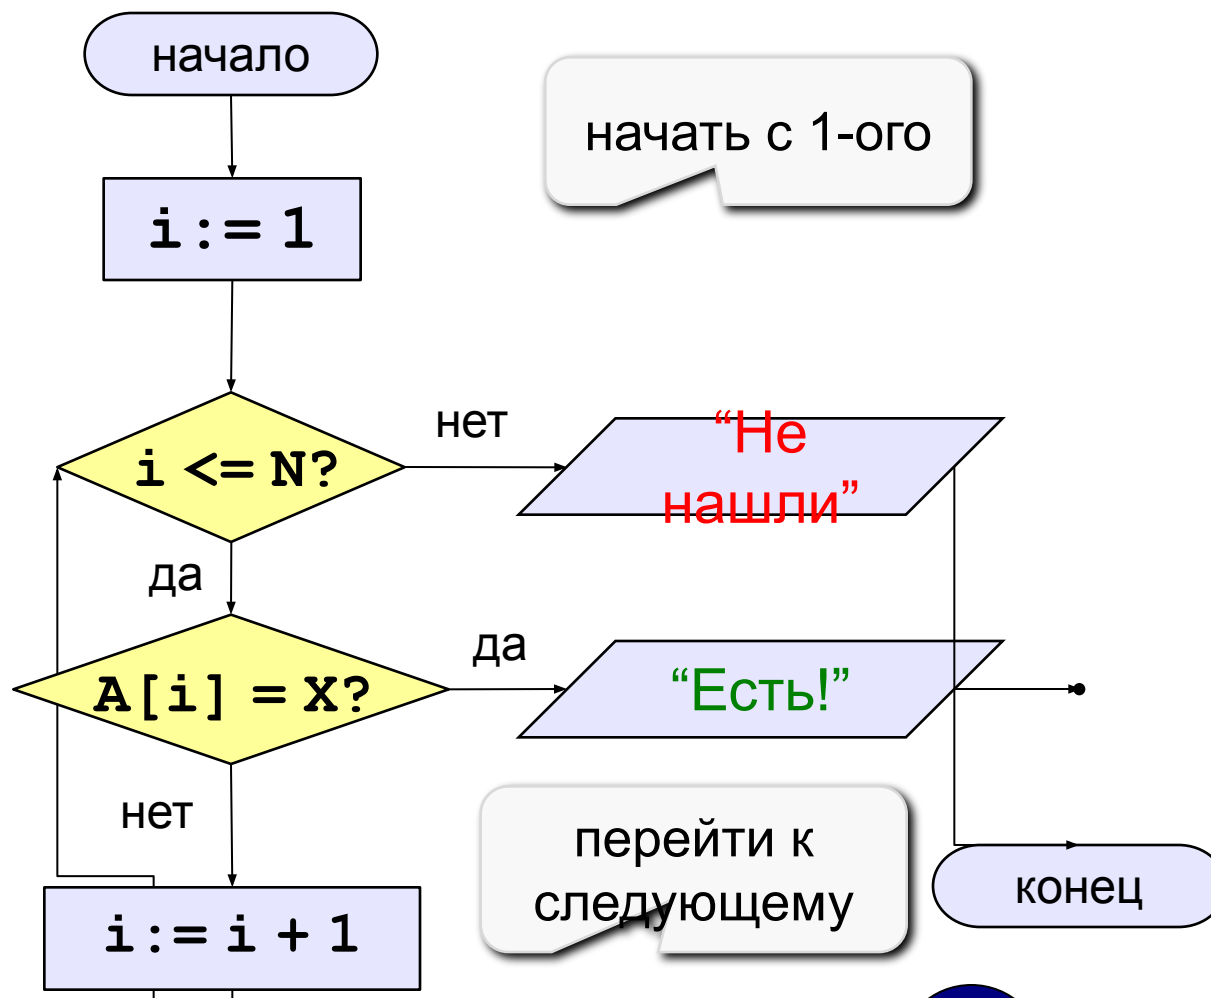 начало
начать с 1-ого
i:= 1
нет
i <= N?
“Не
нашли”
да
да
A[i] = X?
“Есть!”
нет
перейти к
следующему
конец
i:= i + 1